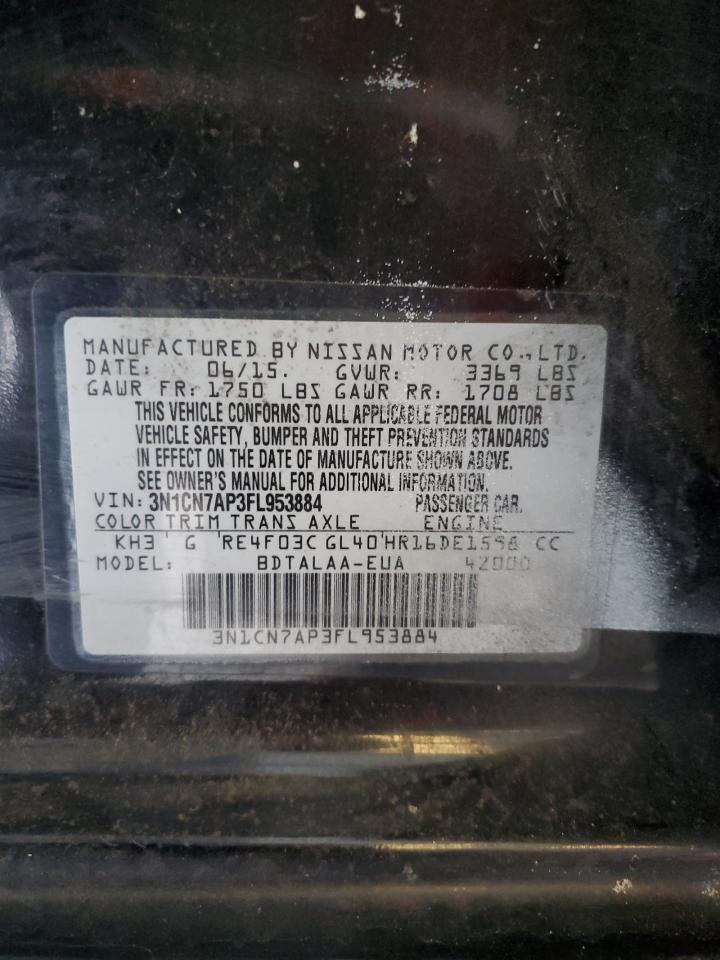 MANUFACTURED BY NISSAN MOTOR CO., LTD.
DATE: 06/15. GVWR: 3369 LBS
GAWR FR: 1750 LBS GAWR RR: 1708 LBS
THIS VEHICLE CONFORMS TO ALL APPLICABLE FEDERAL MOTOR
VEHICLE SAFETY, BUMPER AND THEFT PREVENTION STANDARDS
IN EFFECT ON THE DATE OF MANUFACTURE SHOWN ABOVE.
SEE OWNER'S MANUAL FOR ADDITIONAL INFORMATION.
VIN: 3N1CN7AP3FL953884 PASSENGER CAR.
COLOR TRIM TRANS AXLE ENGINE
KH3 G RE4F03C GL40 HR16DE1598 CC
MODEL: BDTALAA-EUA 42000
3N1CN7AP3FL953884